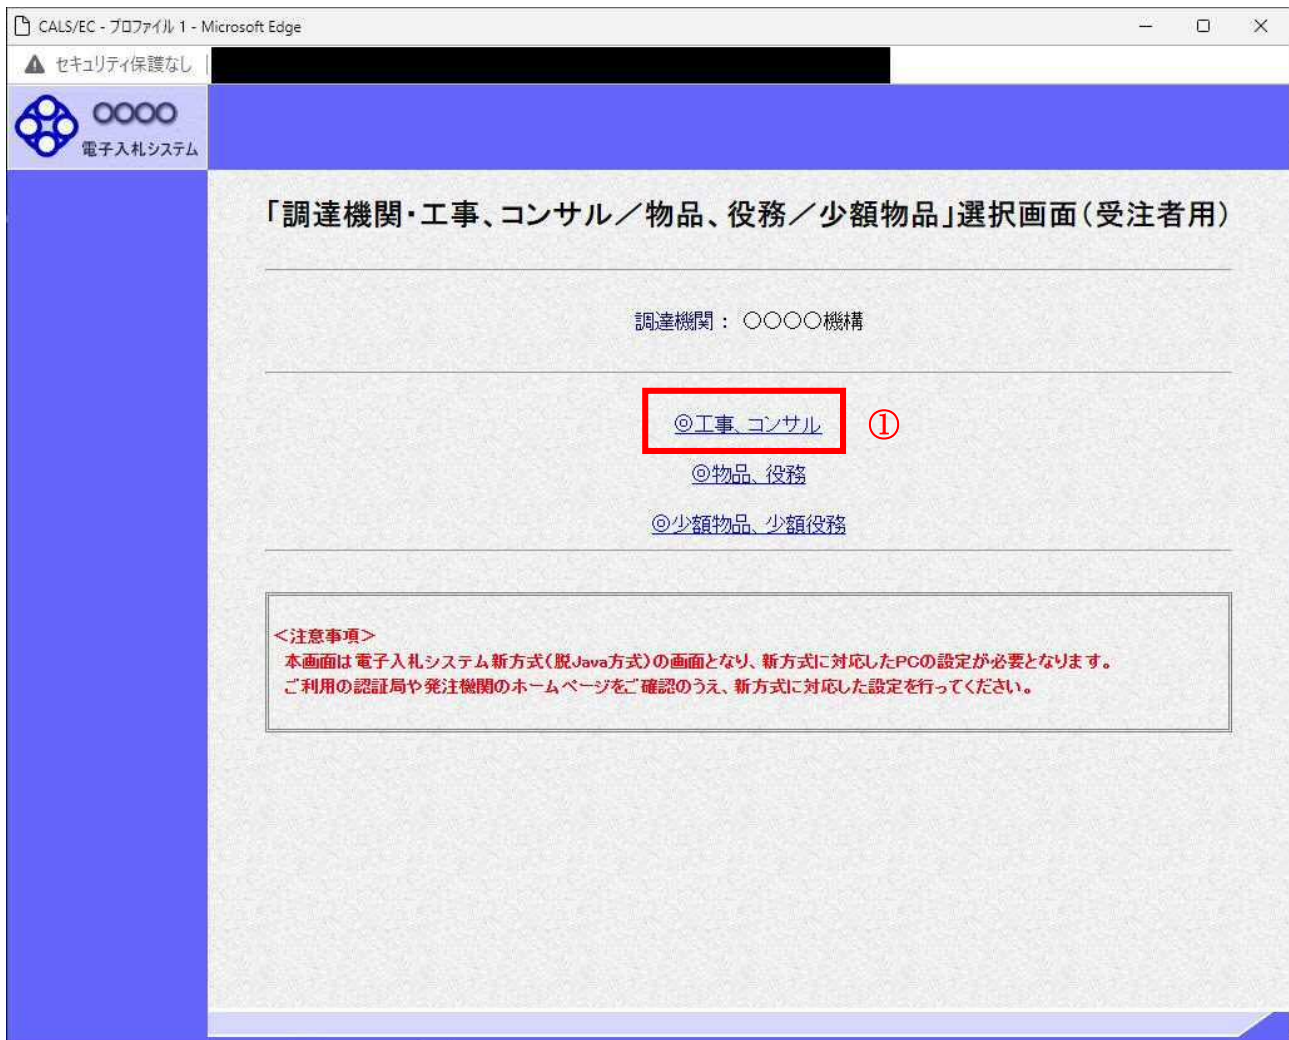 CALS/EC - プロファイル 1 - Microsoft Edge
セキュリティ保護なし
○○○○
電子入札システム
「調達機関・工事、コンサル／物品、役務／少額物品」選択画面(受注者用)
調達機関： ○○○○機構
◎工事、コンサル ①
◎物品、役務
◎少額物品、少額役務
＜注意事項＞
本画面は電子入札システム新方式(脱Java方式)の画面となり、新方式に対応したPCの設定が必要となります。
ご利用の認証局や発注機関のホームページをご確認のうえ、新方式に対応した設定を行ってください。